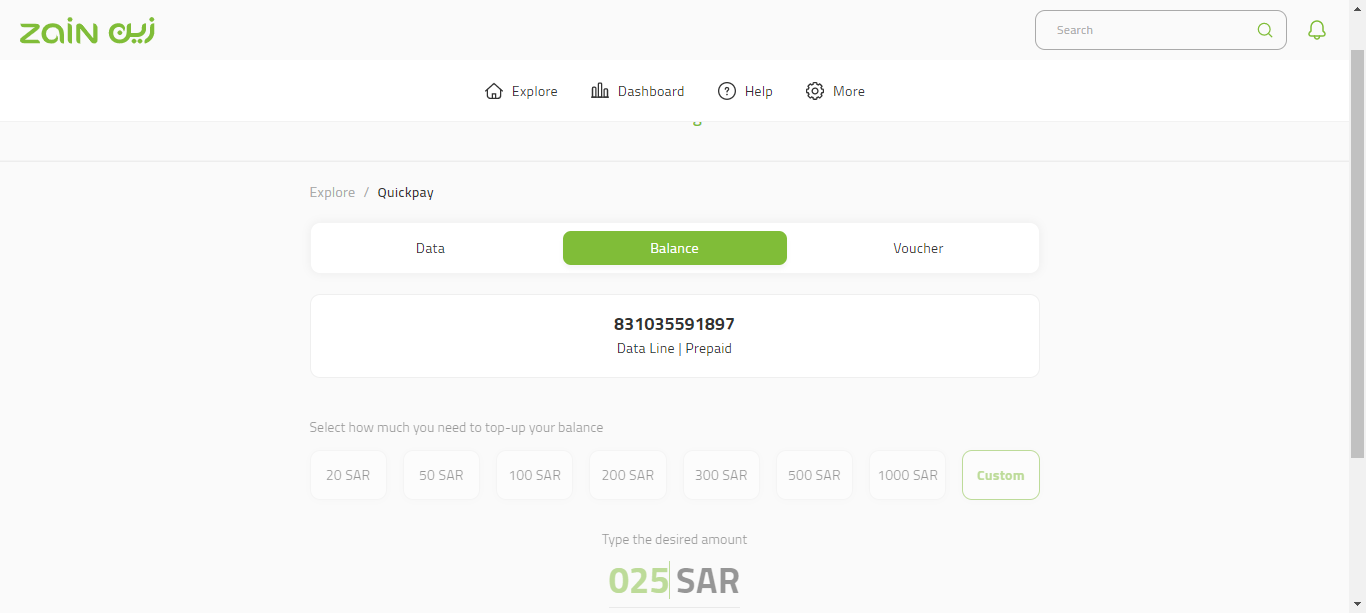 zain زين
Search
Explore Dashboard Help More
Explore / Quickpay
Data Balance Voucher
831035591897
Data Line | Prepaid
Select how much you need to top-up your balance
20 SAR 50 SAR 100 SAR 200 SAR 300 SAR 500 SAR 1000 SAR Custom
Type the desired amount
025 SAR